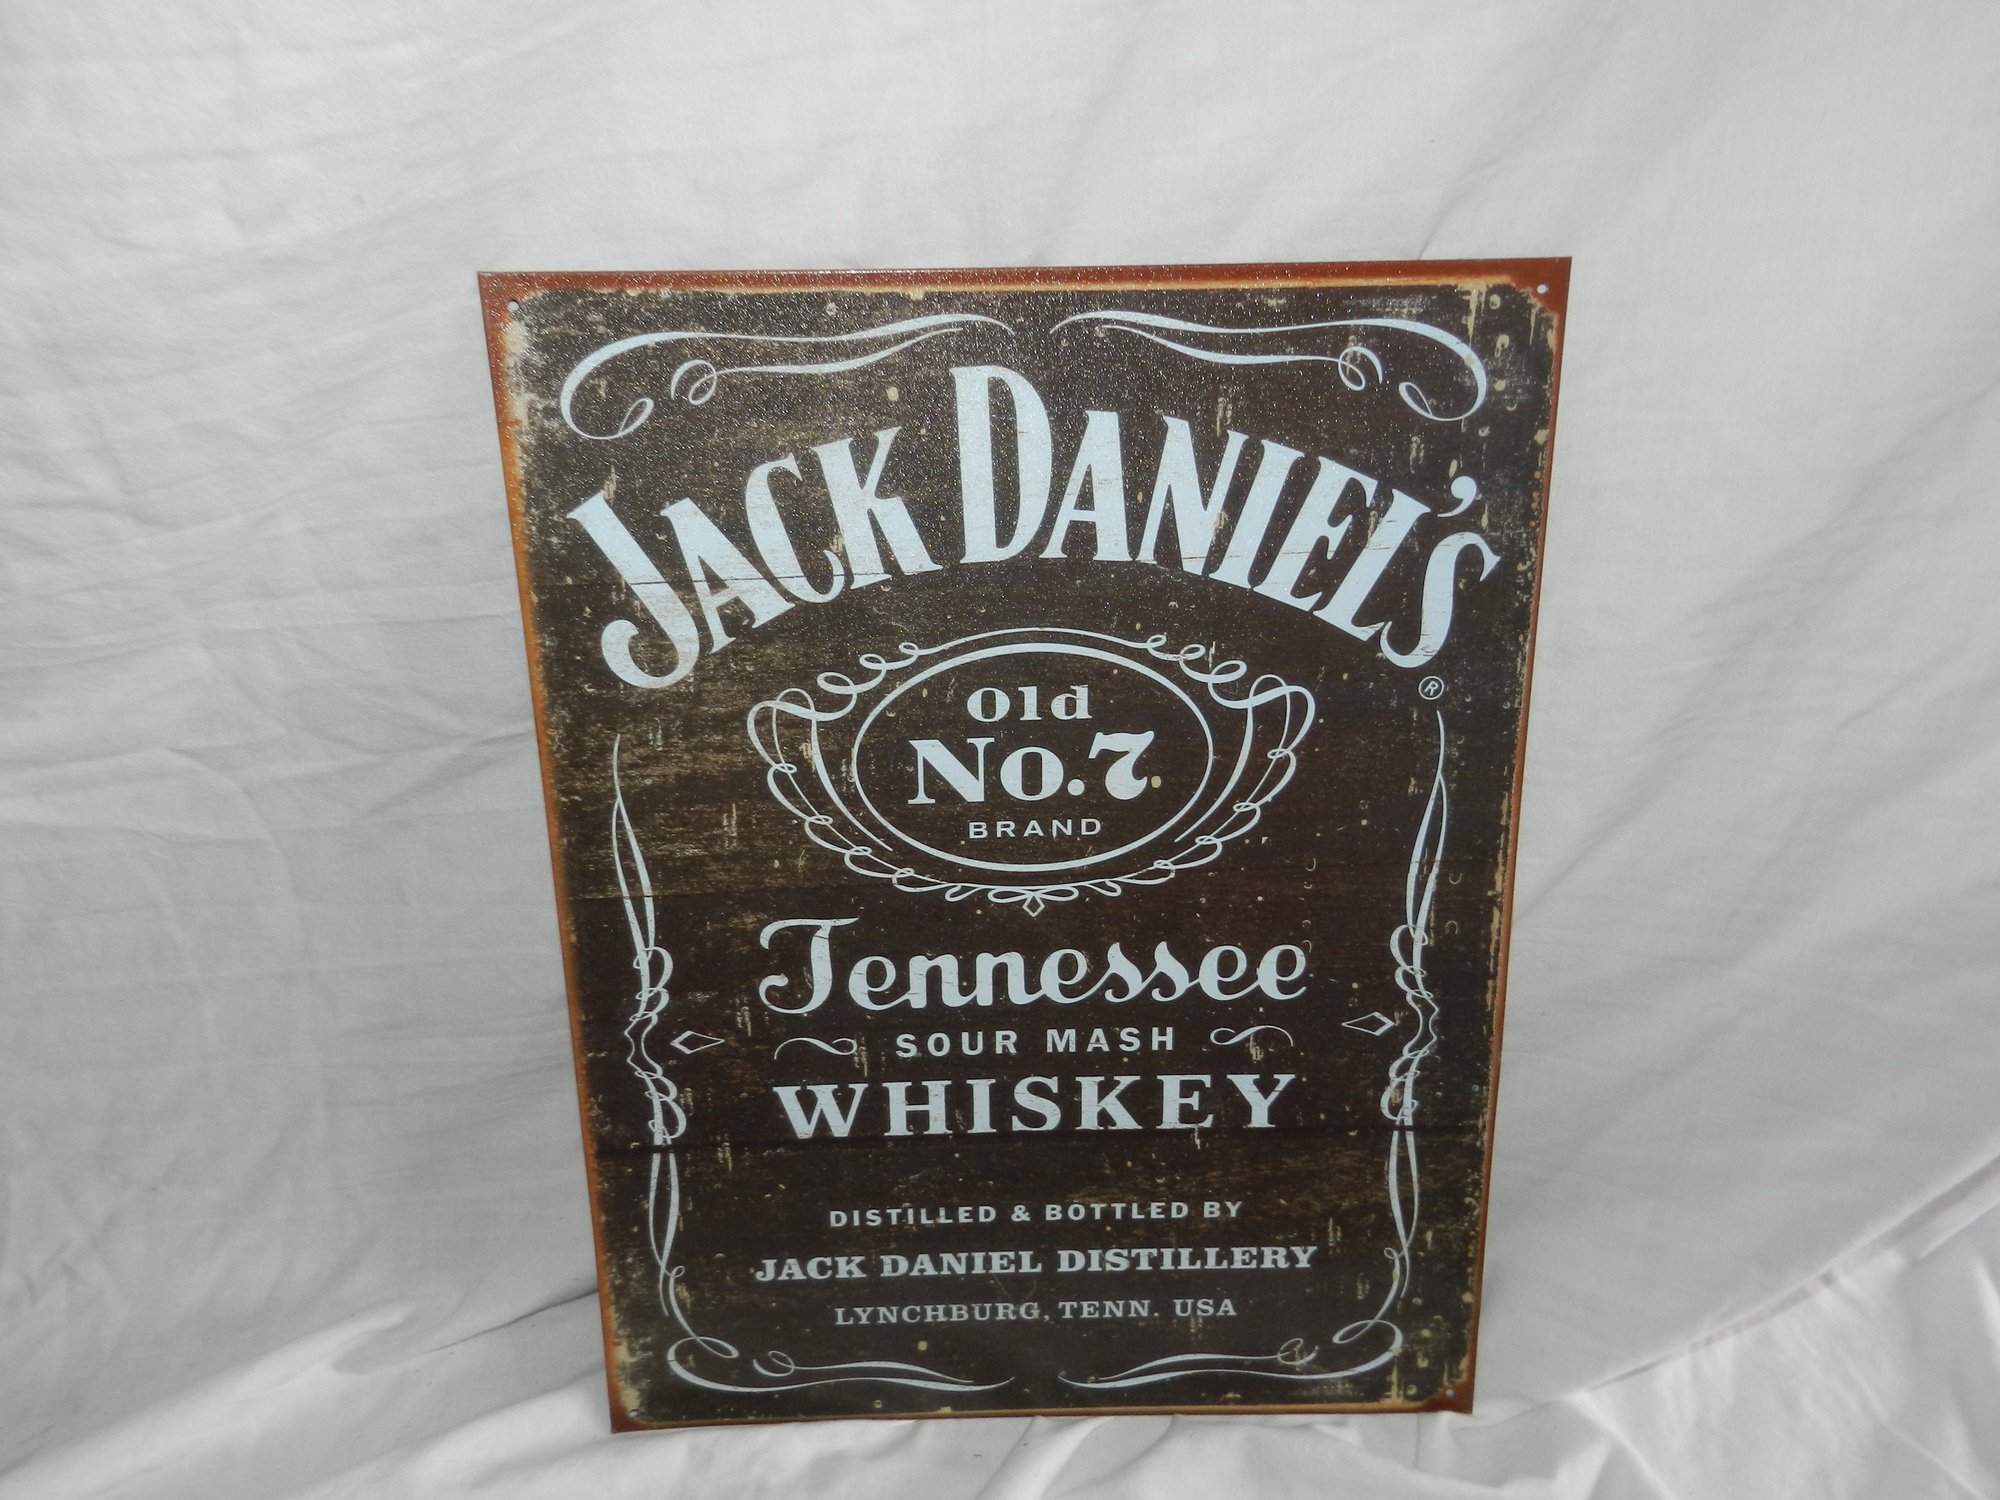 JACK DANIEL'S
®
Old
No. 7
BRAND
Tennessee
SOUR MASH
WHISKEY
DISTILLED & BOTTLED BY
JACK DANIEL DISTILLERY
LYNCHBURG, TENN. USA